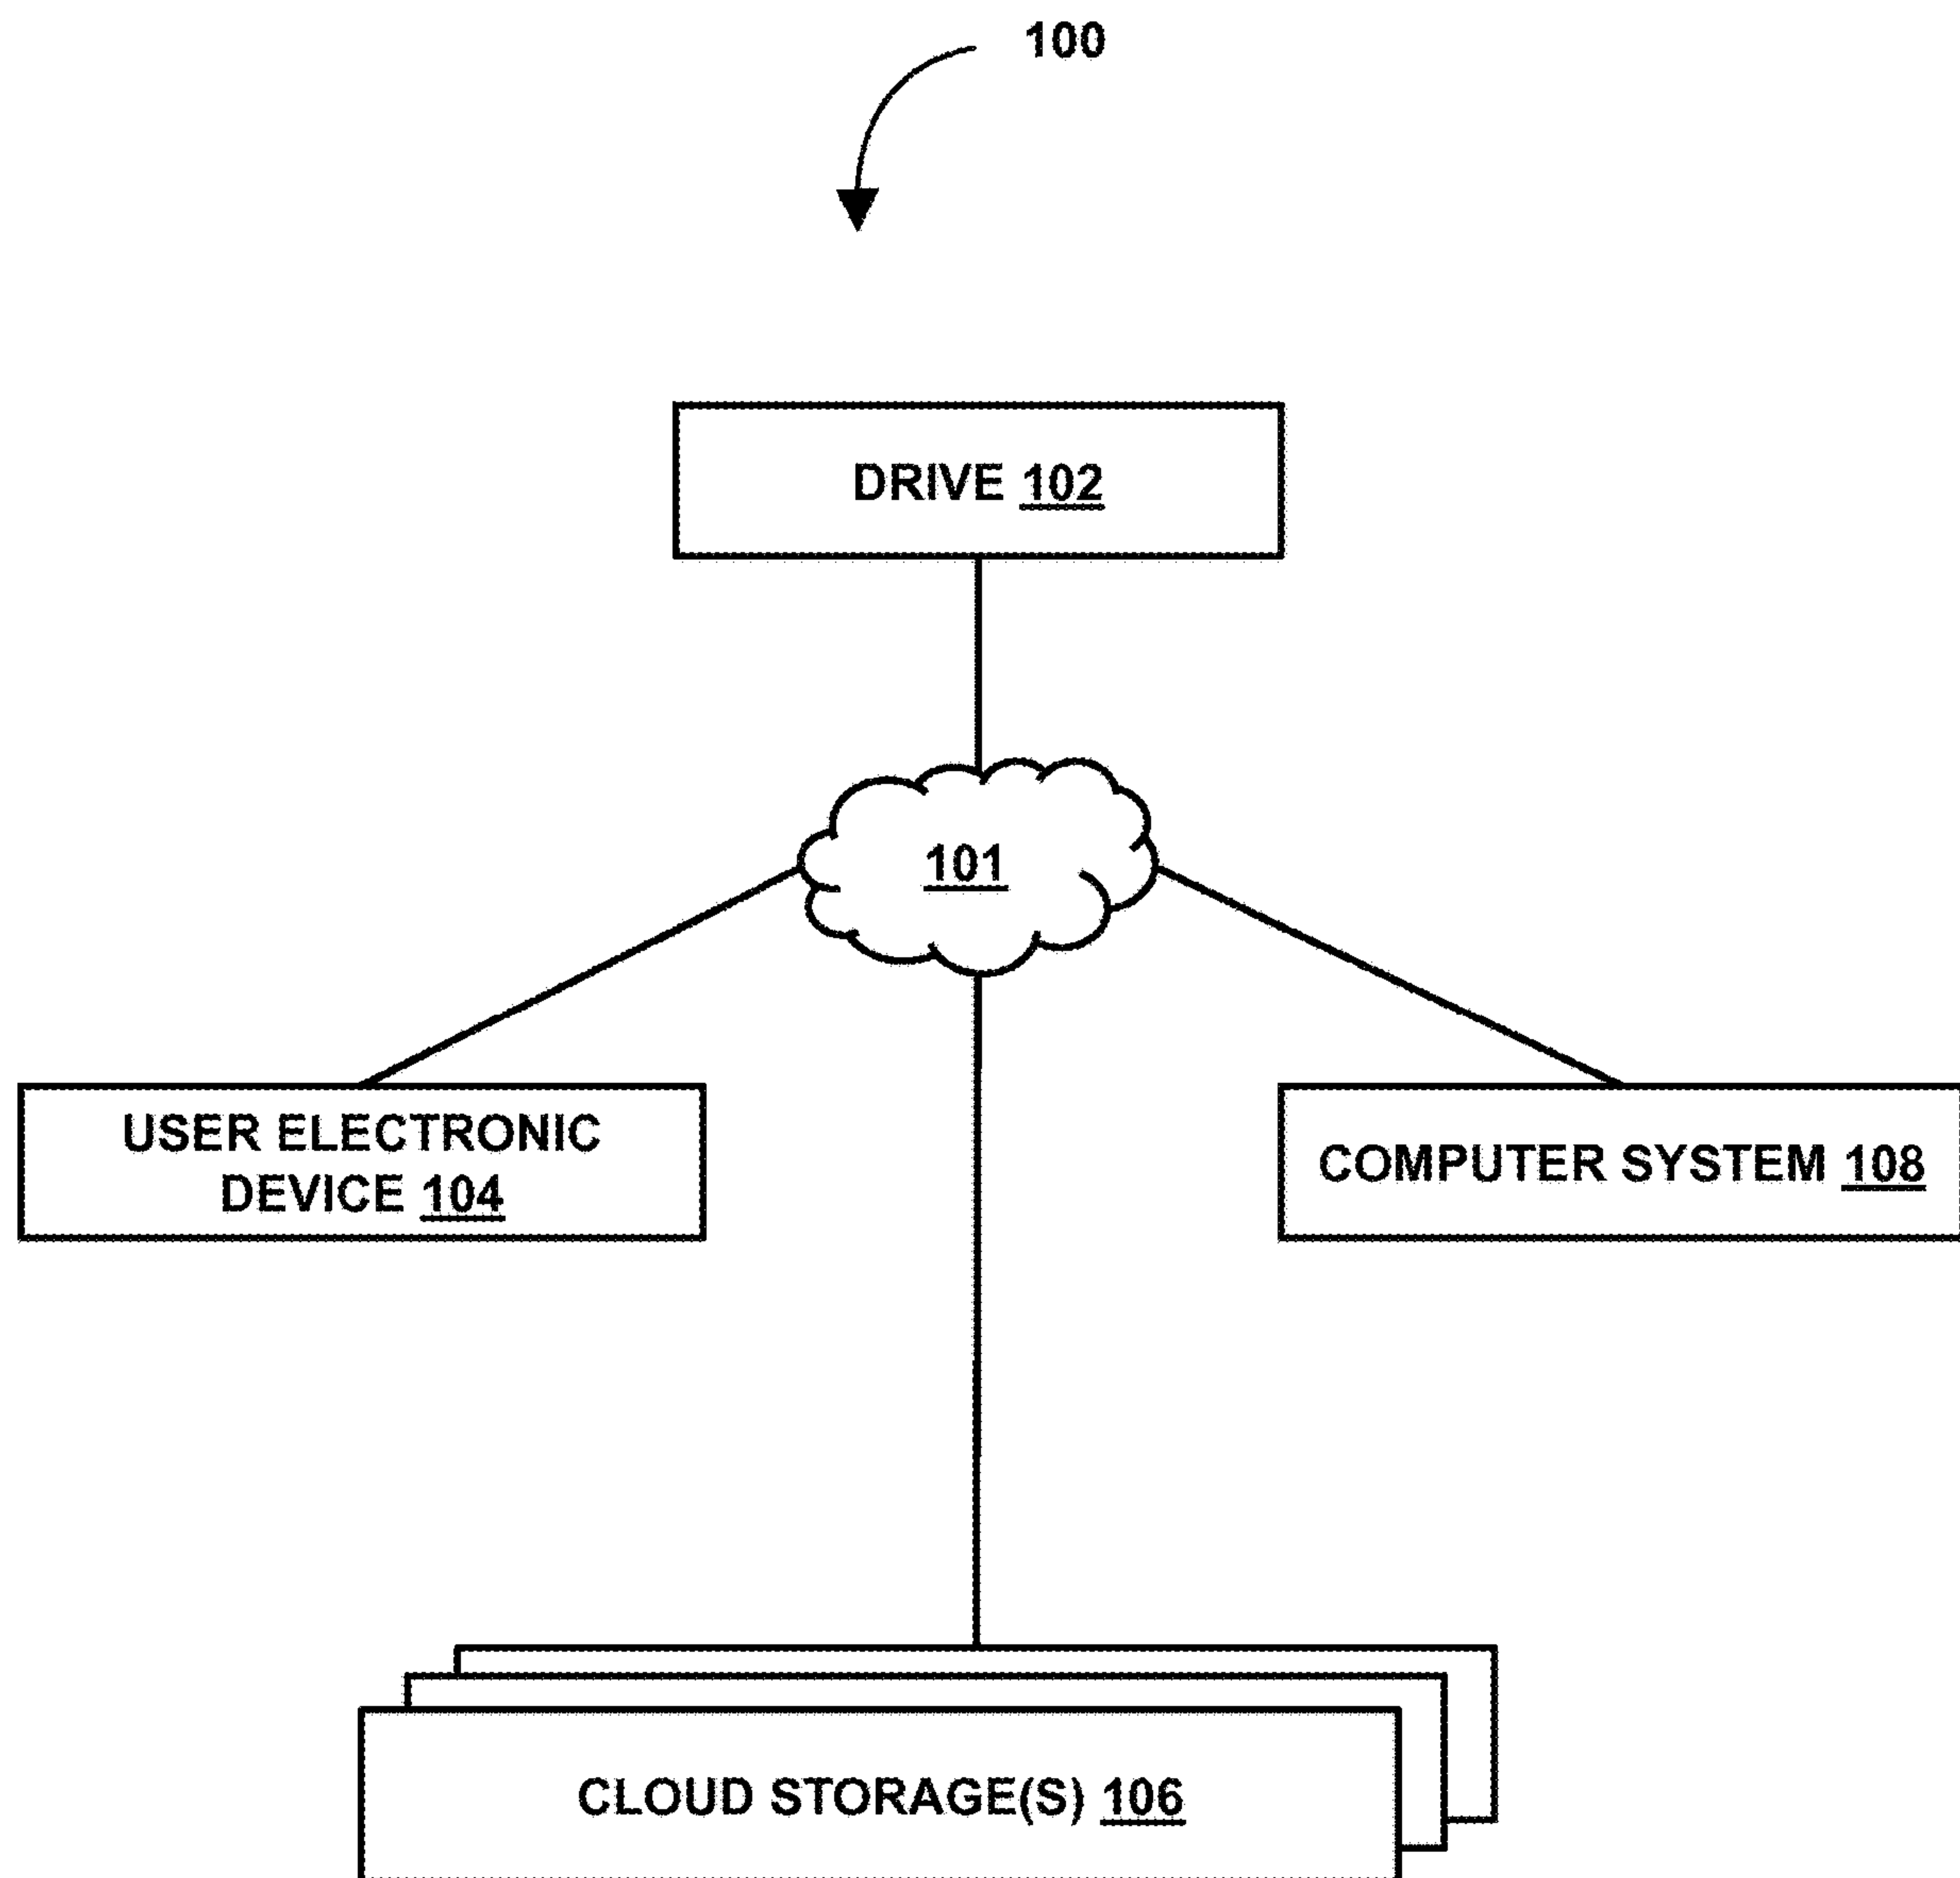 100
DRIVE 102
101
USER ELECTRONIC
DEVICE 104
COMPUTER SYSTEM 108
CLOUD STORAGE(S) 106